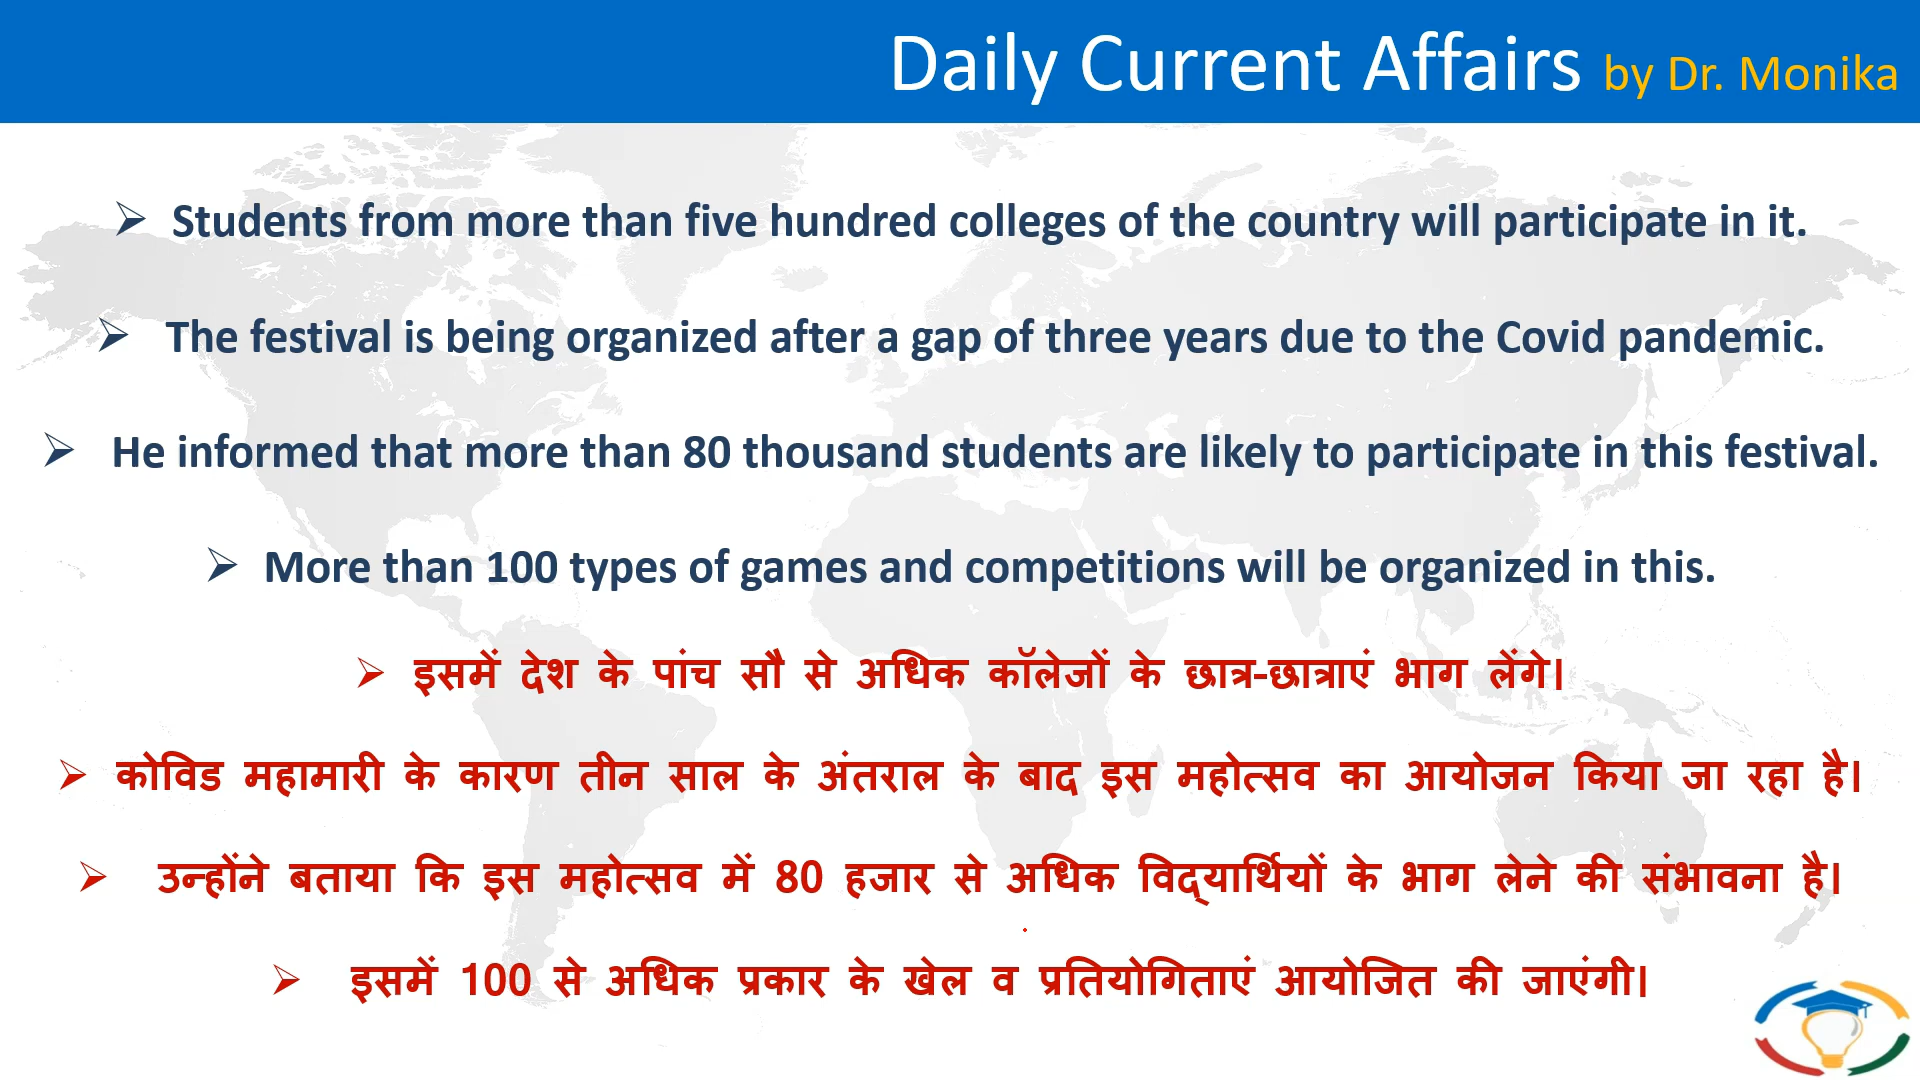 Daily Current Affairs by Dr. Monika
➢ Students from more than five hundred colleges of the country will participate in it.
➢ The festival is being organized after a gap of three years due to the Covid pandemic.
➢ He informed that more than 80 thousand students are likely to participate in this festival.
➢ More than 100 types of games and competitions will be organized in this.
➢ इसमें देश के पांच सौ से अधिक कॉलेजों के छात्र-छात्राएं भाग लेंगे।
➢ कोविड महामारी के कारण तीन साल के अंतराल के बाद इस महोत्सव का आयोजन किया जा रहा है।
➢ उन्होंने बताया कि इस महोत्सव में 80 हजार से अधिक विद्यार्थियों के भाग लेने की संभावना है।
➢ इसमें 100 से अधिक प्रकार के खेल व प्रतियोगिताएं आयोजित की जाएंगी।